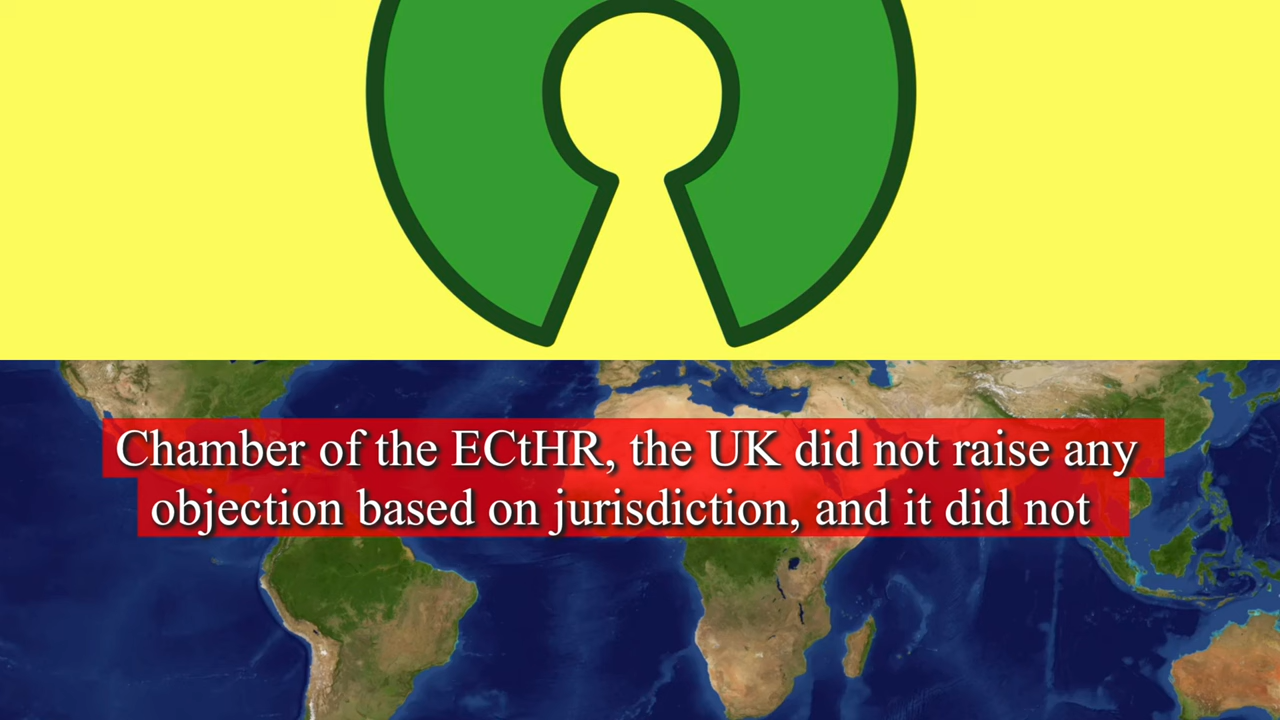 Chamber of the ECtHR, the UK did not raise any
objection based on jurisdiction, and it did not